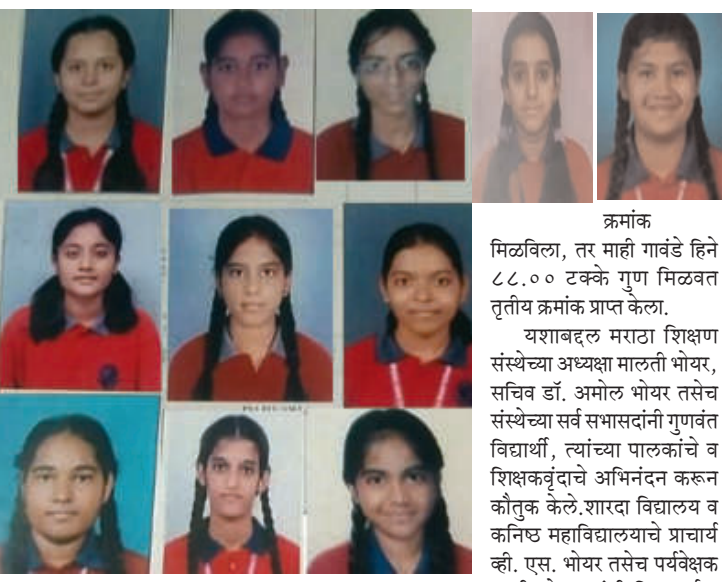 क्रमांक
मिळविला, तर माही गावंडे हिने
८८.०० टक्के गुण मिळवत
तृतीय क्रमांक प्राप्त केला.
यशाबद्दल मराठा शिक्षण
संस्थेच्या अध्यक्षा मालती भोयर,
सचिव डॉ. अमोल भोयर तसेच
संस्थेच्या सर्व सभासदांनी गुणवंत
विद्यार्थी, त्यांच्या पालकांचे व
शिक्षकवृंदाचे अभिनंदन करून
कौतुक केले.शारदा विद्यालय व
कनिष्ठ महाविद्यालयाचे प्राचार्य
व्ही. एस. भोयर तसेच पर्यवेक्षक